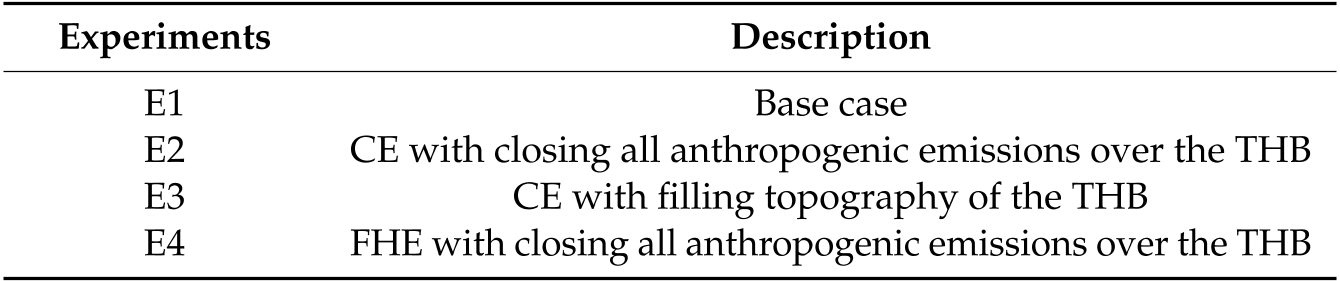 Experiments Description
E1 Base case
E2 CE with closing all anthropogenic emissions over the THB
E3 CE with filling topography of the THB
E4 FHE with closing all anthropogenic emissions over the THB